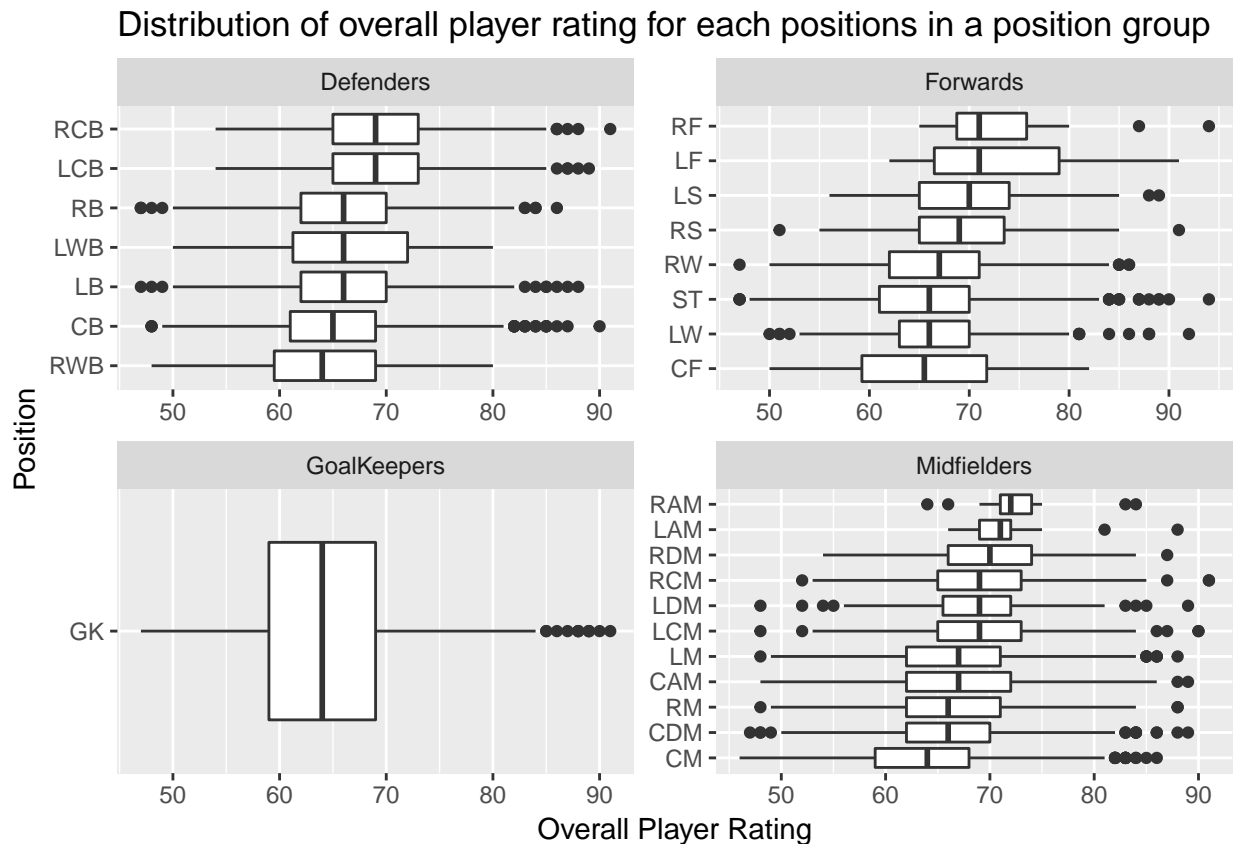 Distribution of overall player rating for each positions in a position group
Defenders
RCB
LCB
RB
LWB
LB
CB
RWB
50 60 70 80 90
Forwards
RF
LF
LS
RS
RW
ST
LW
CF
50 60 70 80 90
GoalKeepers
GK
50 60 70 80 90
Midfielders
RAM
LAM
RDM
RCM
LDM
LCM
LM
CAM
RM
CDM
CM
50 60 70 80 90
Position
Overall Player Rating